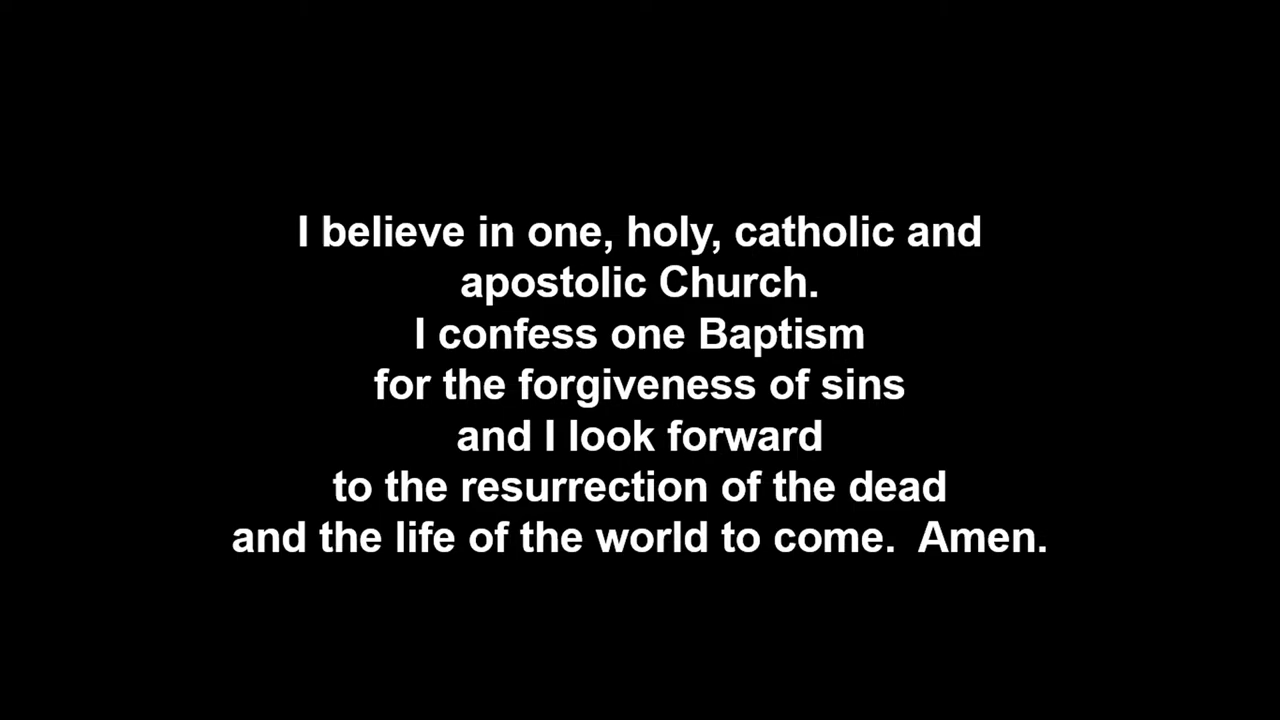 I believe in one, holy, catholic and
apostolic Church.
I confess one Baptism
for the forgiveness of sins
and I look forward
to the resurrection of the dead
and the life of the world to come.  Amen.